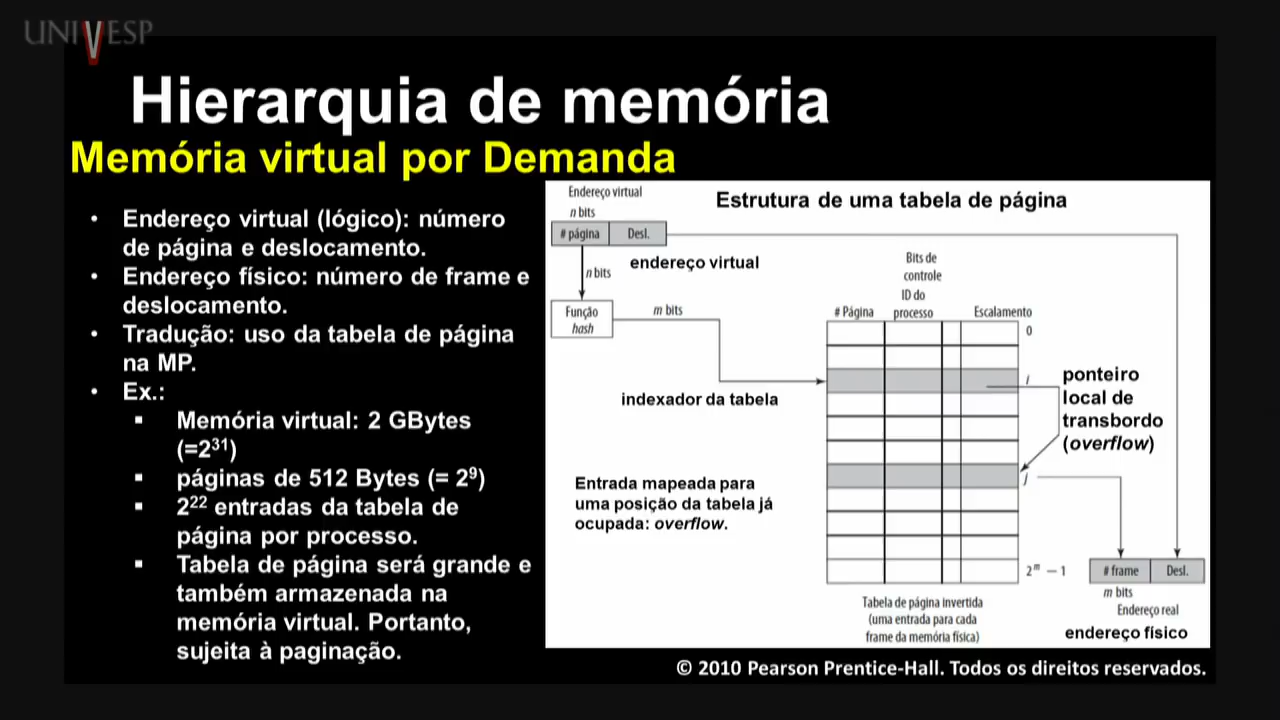 UNIVESP
Hierarquia de memória
Memória virtual por Demanda
• Endereço virtual (lógico): número
de página e deslocamento.
• Endereço físico: número de frame e
deslocamento.
• Tradução: uso da tabela de página
na MP.
• Ex.:
▪ Memória virtual: 2 GBytes
(=2³¹)
▪ páginas de 512 Bytes (= 2⁹)
▪ 2²² entradas da tabela de
página por processo.
▪ Tabela de página será grande e
também armazenada na
memória virtual. Portanto,
sujeita à paginação.
Estrutura de uma tabela de página
Endereço virtual
n bits
# página Desl.
endereço virtual
n bits
Função
hash
m bits
indexador da tabela
Entrada mapeada para
uma posição da tabela já
ocupada: overflow.
Bits de
controle
ID do
# Página processo Escalamento
0
i
j
2ᵐ − 1
ponteiro
local de
transbordo
(overflow)
Tabela de página invertida
(uma entrada para cada
frame da memória física)
# frame Desl.
m bits
Endereço real
endereço físico
© 2010 Pearson Prentice-Hall. Todos os direitos reservados.